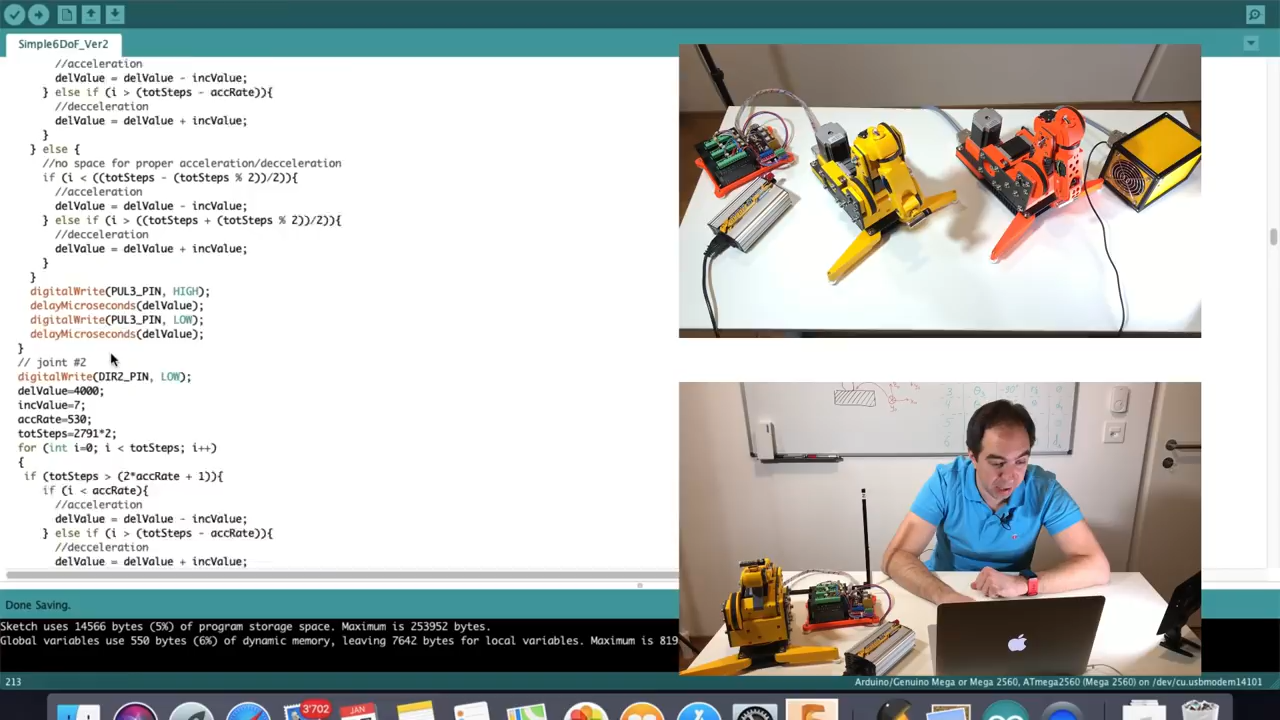 Simple6DoF_Ver2
//acceleration
delValue = delValue - incValue;
} else if (i > (totSteps - accRate)){
//decceleration
delValue = delValue + incValue;
}
} else {
//no space for proper acceleration/decceleration
if (i < ((totSteps - (totSteps % 2))/2)){
//acceleration
delValue = delValue - incValue;
} else if (i > ((totSteps + (totSteps % 2))/2)){
//decceleration
delValue = delValue + incValue;
}
}
digitalWrite(PUL3_PIN, HIGH);
delayMicroseconds(delValue);
digitalWrite(PUL3_PIN, LOW);
delayMicroseconds(delValue);
}
// joint #2
digitalWrite(DIR2_PIN, LOW);
delValue=4000;
incValue=7;
accRate=530;
totSteps=2791*2;
for (int i=0; i < totSteps; i++)
{
if (totSteps > (2*accRate + 1)){
if (i < accRate){
//acceleration
delValue = delValue - incValue;
} else if (i > (totSteps - accRate)){
//decceleration
delValue = delValue + incValue;
Done Saving.
Sketch uses 14566 bytes (5%) of program storage space. Maximum is 253952 bytes.
Global variables use 550 bytes (6%) of dynamic memory, leaving 7642 bytes for local variables. Maximum is 819
213
Arduino/Genuino Mega or Mega 2560, ATmega2560 (Mega 2560) on /dev/cu.usbmodem14101
3'702
JAN